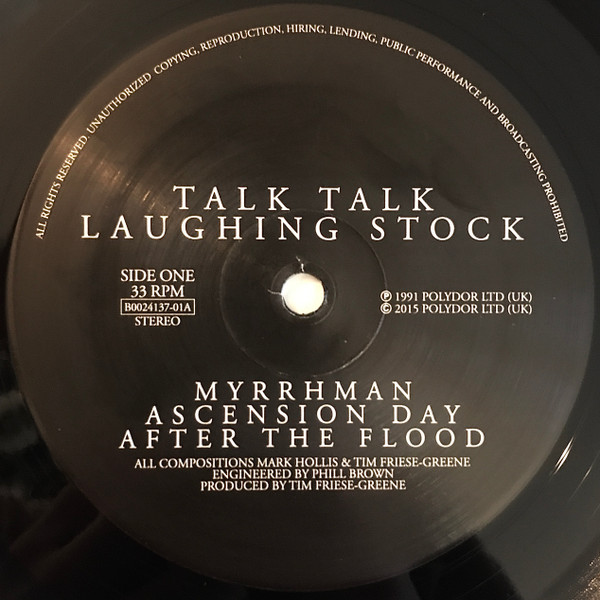 ALL RIGHTS RESERVED. UNAUTHORIZED COPYING, REPRODUCTION, HIRING, LENDING, PUBLIC PERFORMANCE AND BROADCASTING PROHIBITED
TALK TALK
LAUGHING STOCK
SIDE ONE
33 RPM
B0024137-01A
STEREO
℗ 1991 POLYDOR LTD (UK)
© 2015 POLYDOR LTD (UK)
MYRRHMAN
ASCENSION DAY
AFTER THE FLOOD
ALL COMPOSITIONS MARK HOLLIS & TIM FRIESE-GREENE
ENGINEERED BY PHILL BROWN
PRODUCED BY TIM FRIESE-GREENE